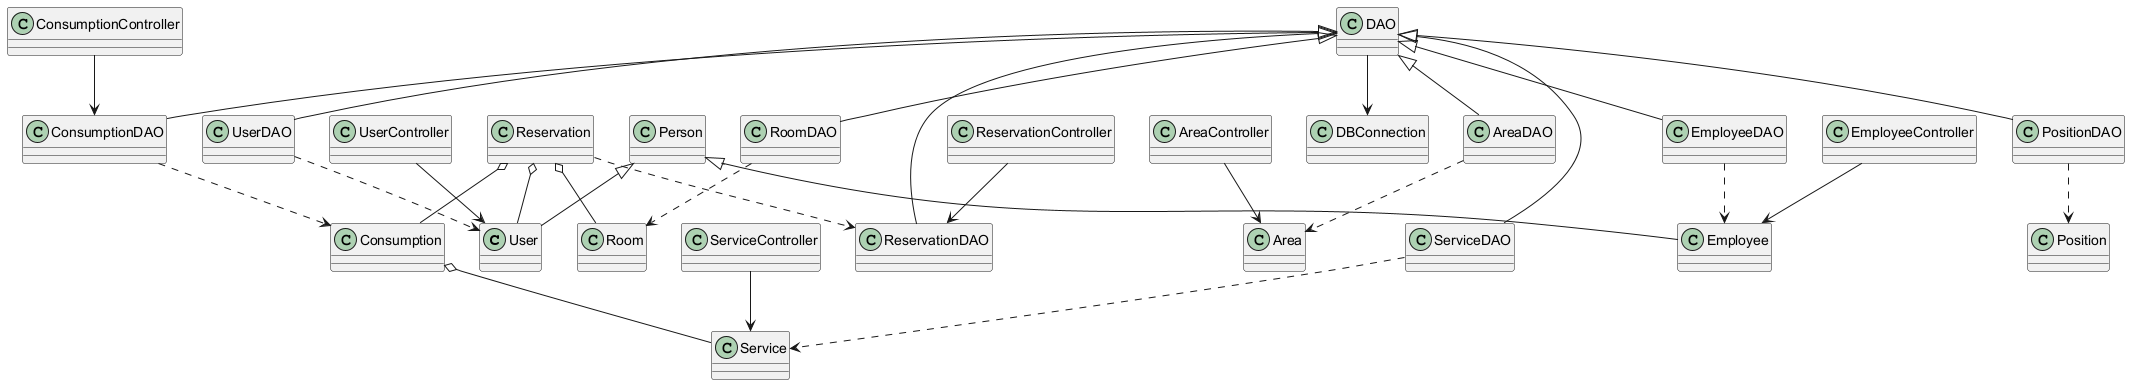 C ConsumptionController
C DAO
C ConsumptionDAO
C UserDAO
C UserController
C Reservation
C Person
C RoomDAO
C ReservationController
C AreaController
C DBConnection
C AreaDAO
C EmployeeDAO
C EmployeeController
C PositionDAO
C Consumption
C User
C Room
C ServiceController
C ReservationDAO
C Area
C ServiceDAO
C Employee
C Position
C Service